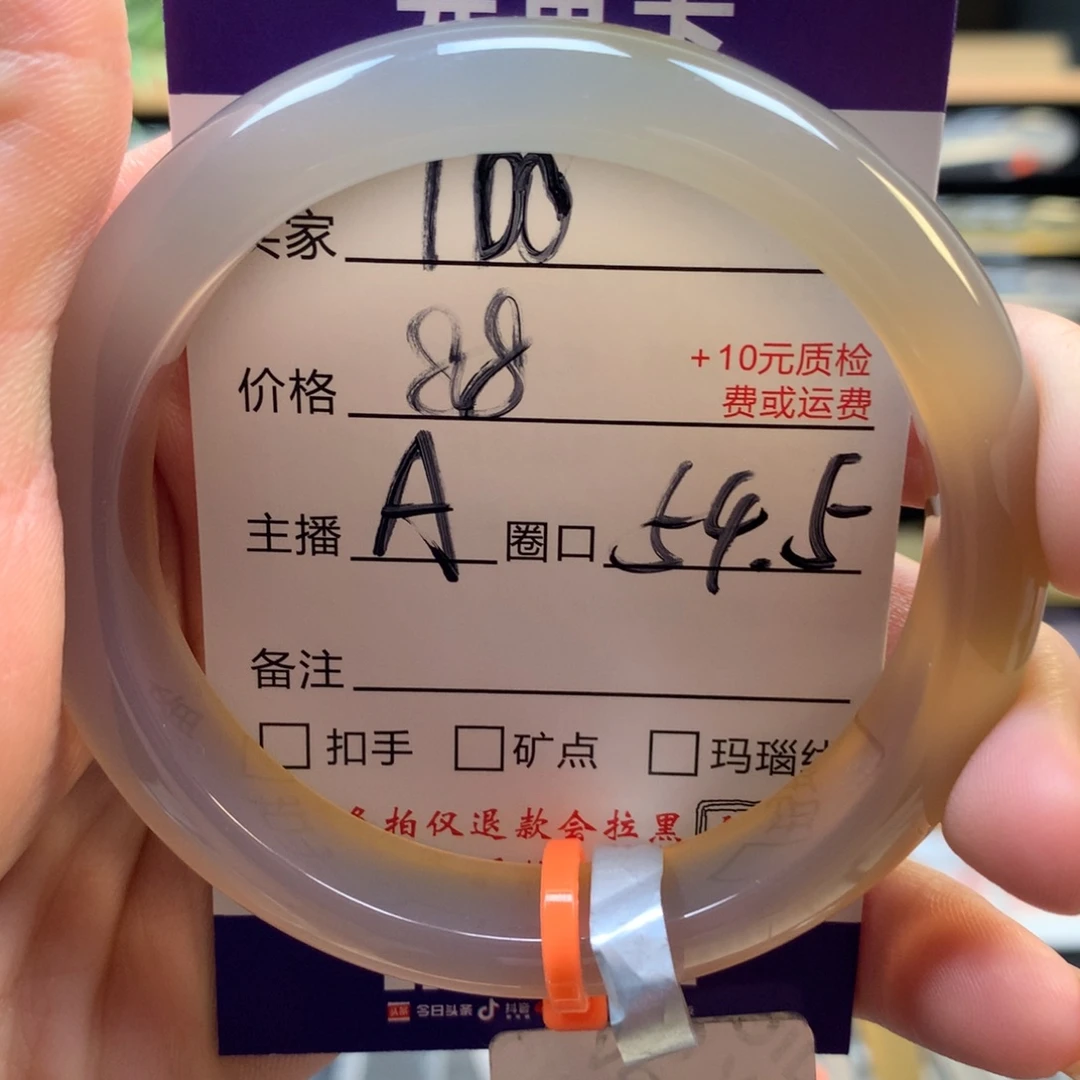 家 100
价格 88 +10元质检
费或运费
主播 A 圈口 54.5
备注
扣手 矿点 玛瑙
拍仅退款会拉黑
今日头条 抖音